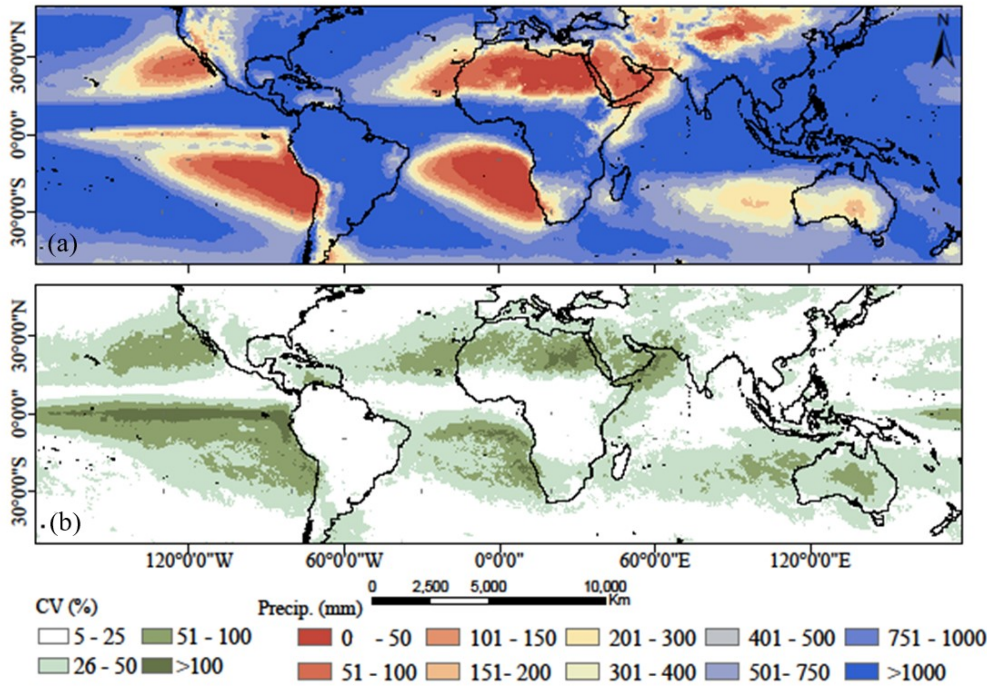 N
30°0'0"N
0°0'0"
30°0'0"S
(a)
30°0'0"N
0°0'0"
30°0'0"S
(b)
120°0'0"W 60°0'0"W 0°0'0" 60°0'0"E 120°0'0"E
0 2,500 5,000 10,000
Km
CV (%)
5 - 25 51 - 100
26 - 50 >100
Precip. (mm)
0 - 50 101 - 150 201 - 300 401 - 500 751 - 1000
51 - 100 151- 200 301 - 400 501- 750 >1000